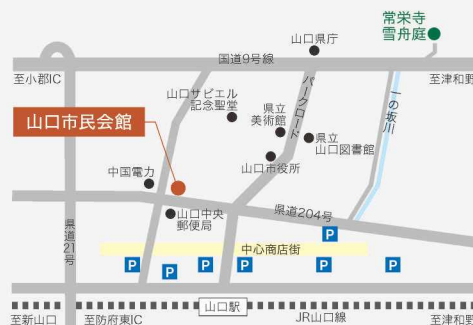 常栄寺
雪舟庭
山口県庁
国道9号線
至小郡IC
至津和野
山口サビエル
記念聖堂
パークロード
県立
美術館
一の坂川
山口市民会館
県立
山口図書館
山口市役所
中国電力
県道204号
山口中央
郵便局
県道21号
P
中心商店街
P
P
P
P
P
山口駅
至新山口
至防府東IC
JR山口線
至津和野